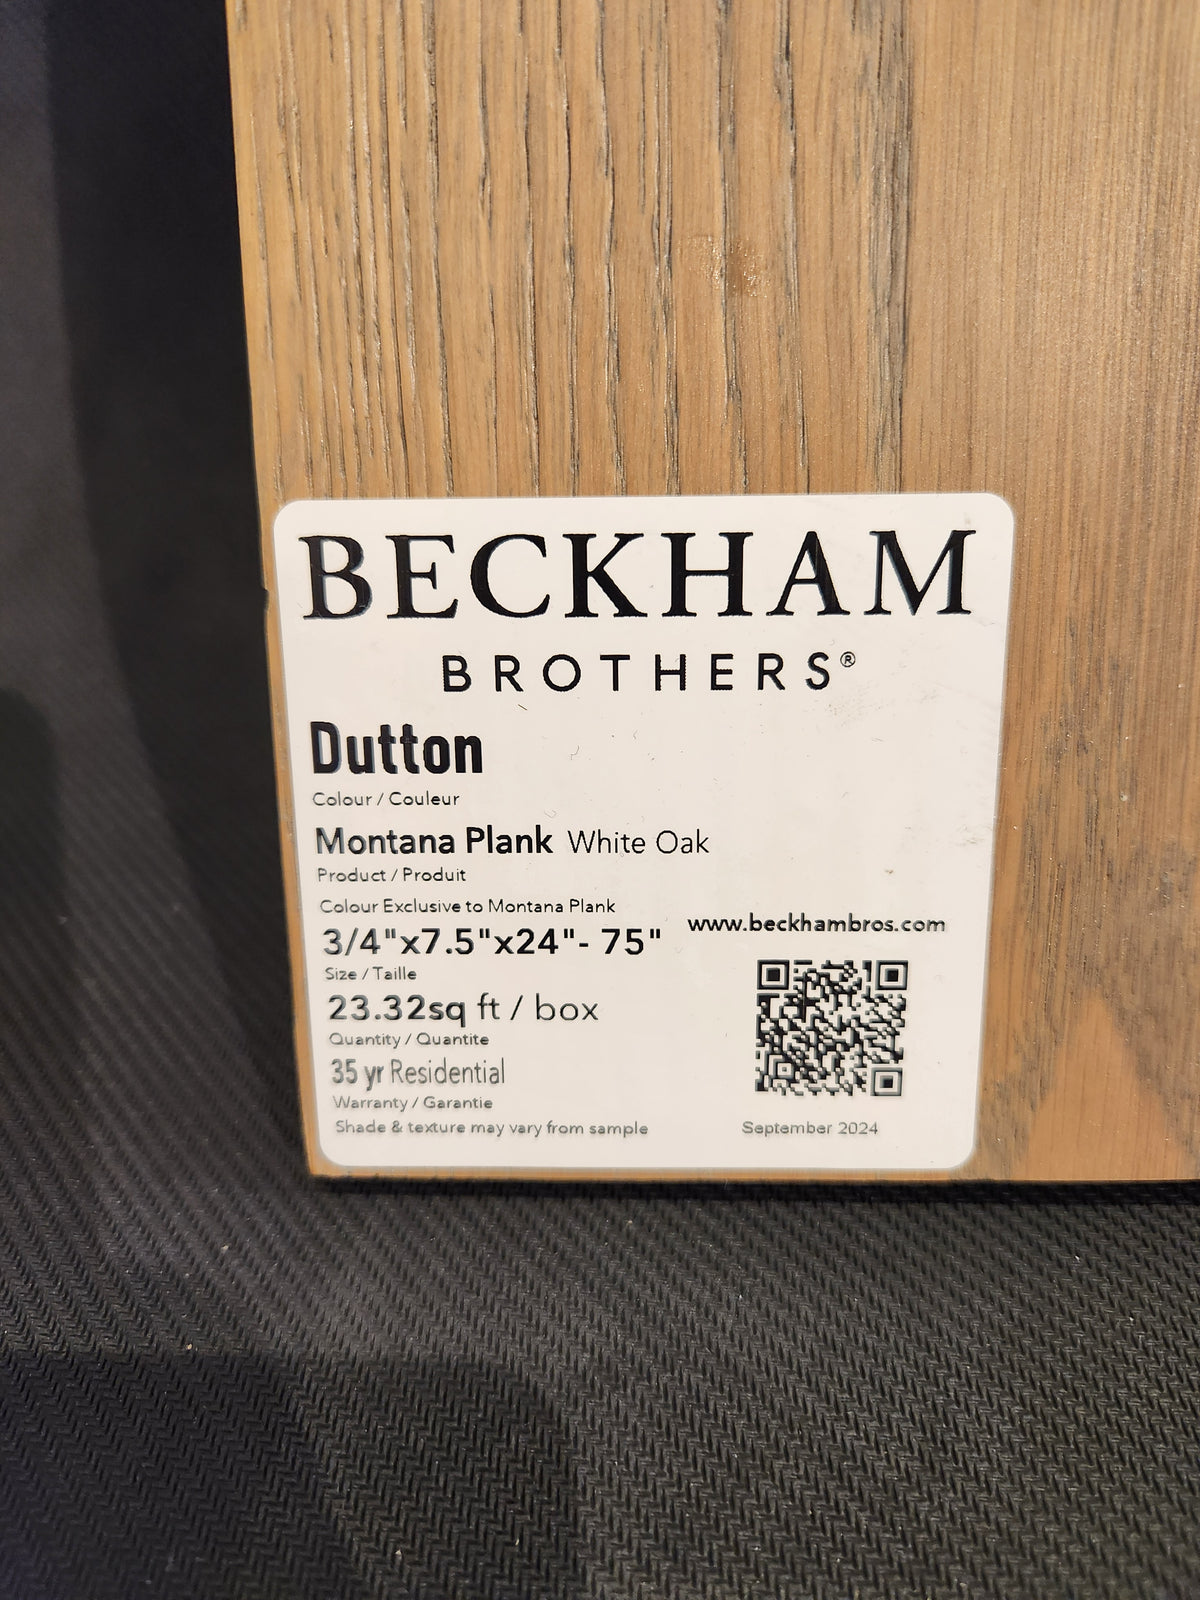 BECKHAM
BROTHERS®
Dutton
Colour / Couleur
Montana Plank White Oak
Product / Produit
Colour Exclusive to Montana Plank
www.beckhambros.com
3/4"x7.5"x24"- 75"
Size / Taille
23.32sq ft / box
Quantity / Quantite
35 yr Residential
Warranty / Garantie
Shade & texture may vary from sample
September 2024